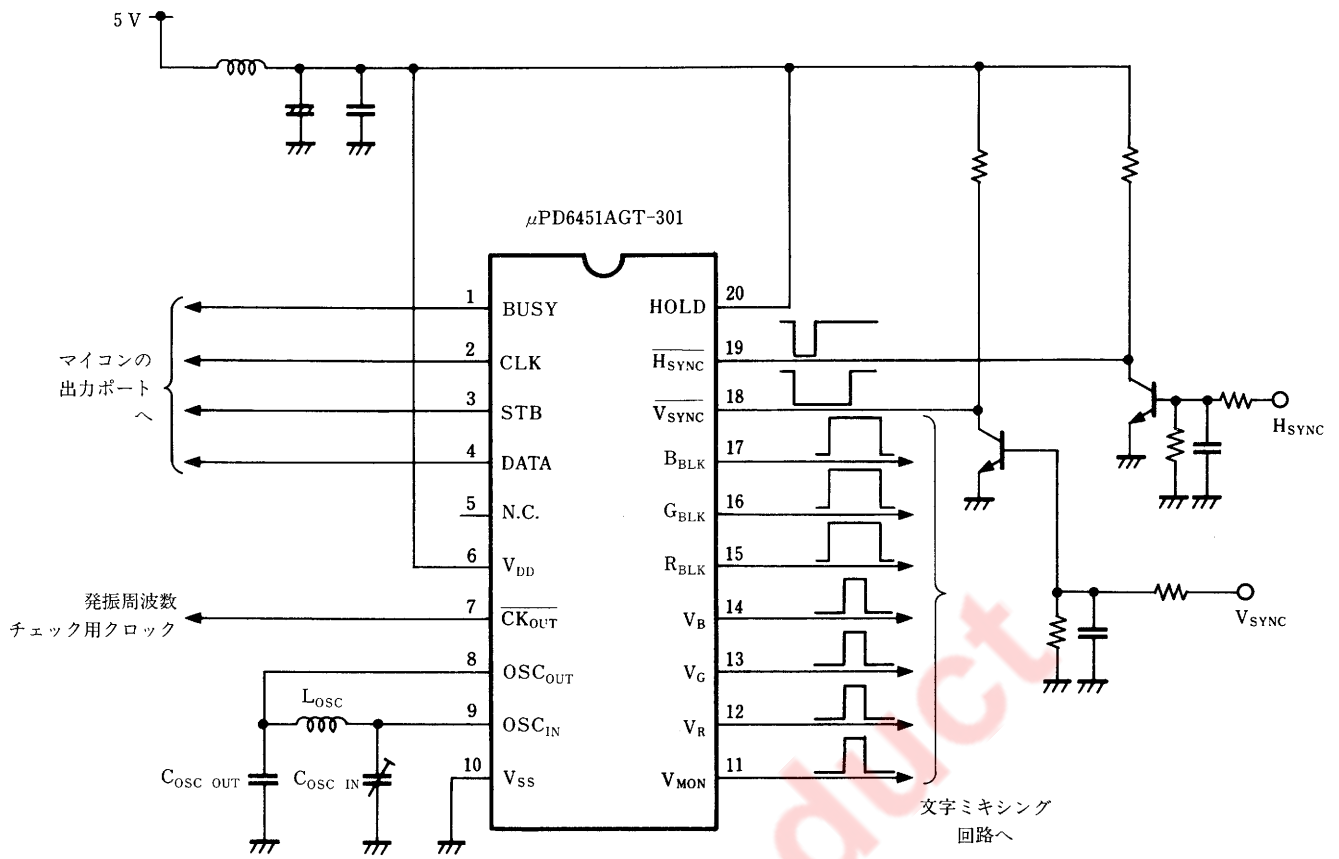 5 V
μPD6451AGT-301
マイコンの
出力ポート
へ
1 BUSY
2 CLK
3 STB
4 DATA
5 N.C.
6 VDD
発振周波数
チェック用クロック
7 CKOUT
8 OSCOUT
LOSC
9 OSCIN
COSC OUT
COSC IN
10 VSS
HOLD 20
HSYNC 19
VSYNC 18
BBLK 17
GBLK 16
RBLK 15
VB 14
VG 13
VR 12
VMON 11
HSYNC
VSYNC
文字ミキシング
回路へ
duct